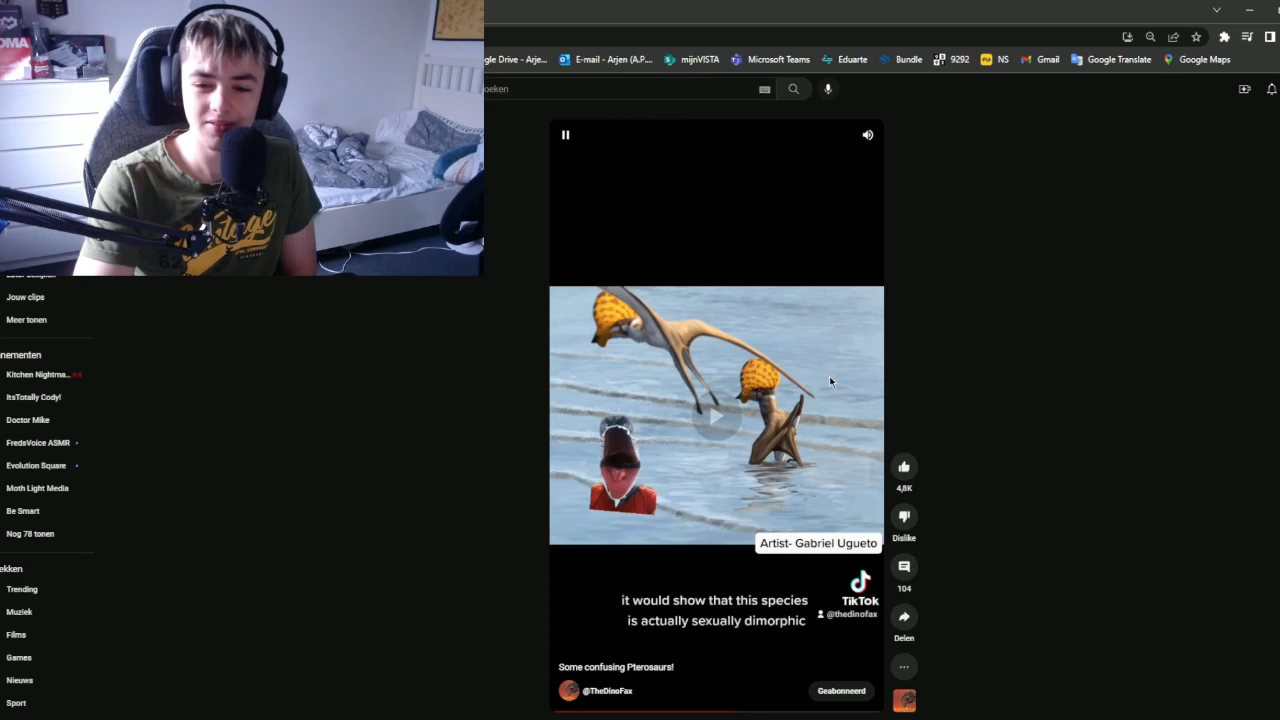 gle Drive - Arje...
E-mail - Arjen (A.P....
mijnVISTA
Microsoft Teams
Eduarte
Bundle
9292
NS
Gmail
Google Translate
Google Maps
oeken
Jouw clips
Meer tonen
nnementen
Kitchen Nightma...
ItsTotally Cody!
Doctor Mike
FredsVoice ASMR
Evolution Square
Moth Light Media
Be Smart
Nog 78 tonen
ekken
Trending
Muziek
Films
Games
Nieuws
Sport
Artist- Gabriel Ugueto
it would show that this species
is actually sexually dimorphic
TikTok
@thedinofax
Some confusing Pterosaurs!
@TheDinoFax
Geabonneerd
4,8K
Dislike
104
Delen